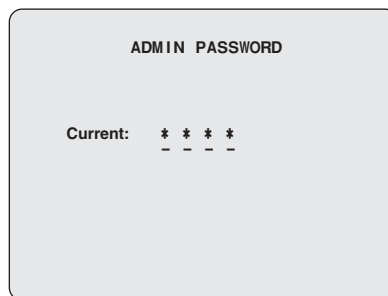 ADMIN PASSWORD
Current: * * * *
_ _ _ _